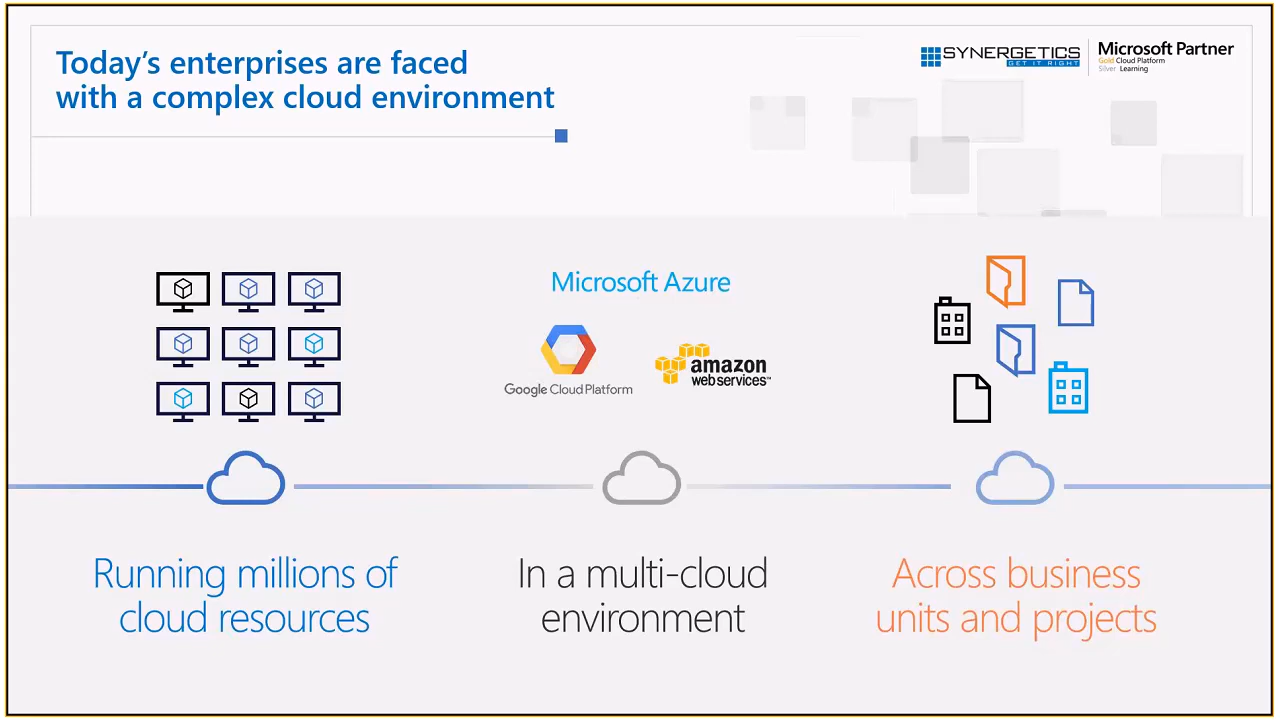 Today's enterprises are faced
with a complex cloud environment
SYNERGETICS
GET IT RIGHT
Microsoft Partner
Gold Cloud Platform
Silver Learning
Microsoft Azure
Google Cloud Platform
amazon
web services™
Running millions of
cloud resources
In a multi-cloud
environment
Across business
units and projects